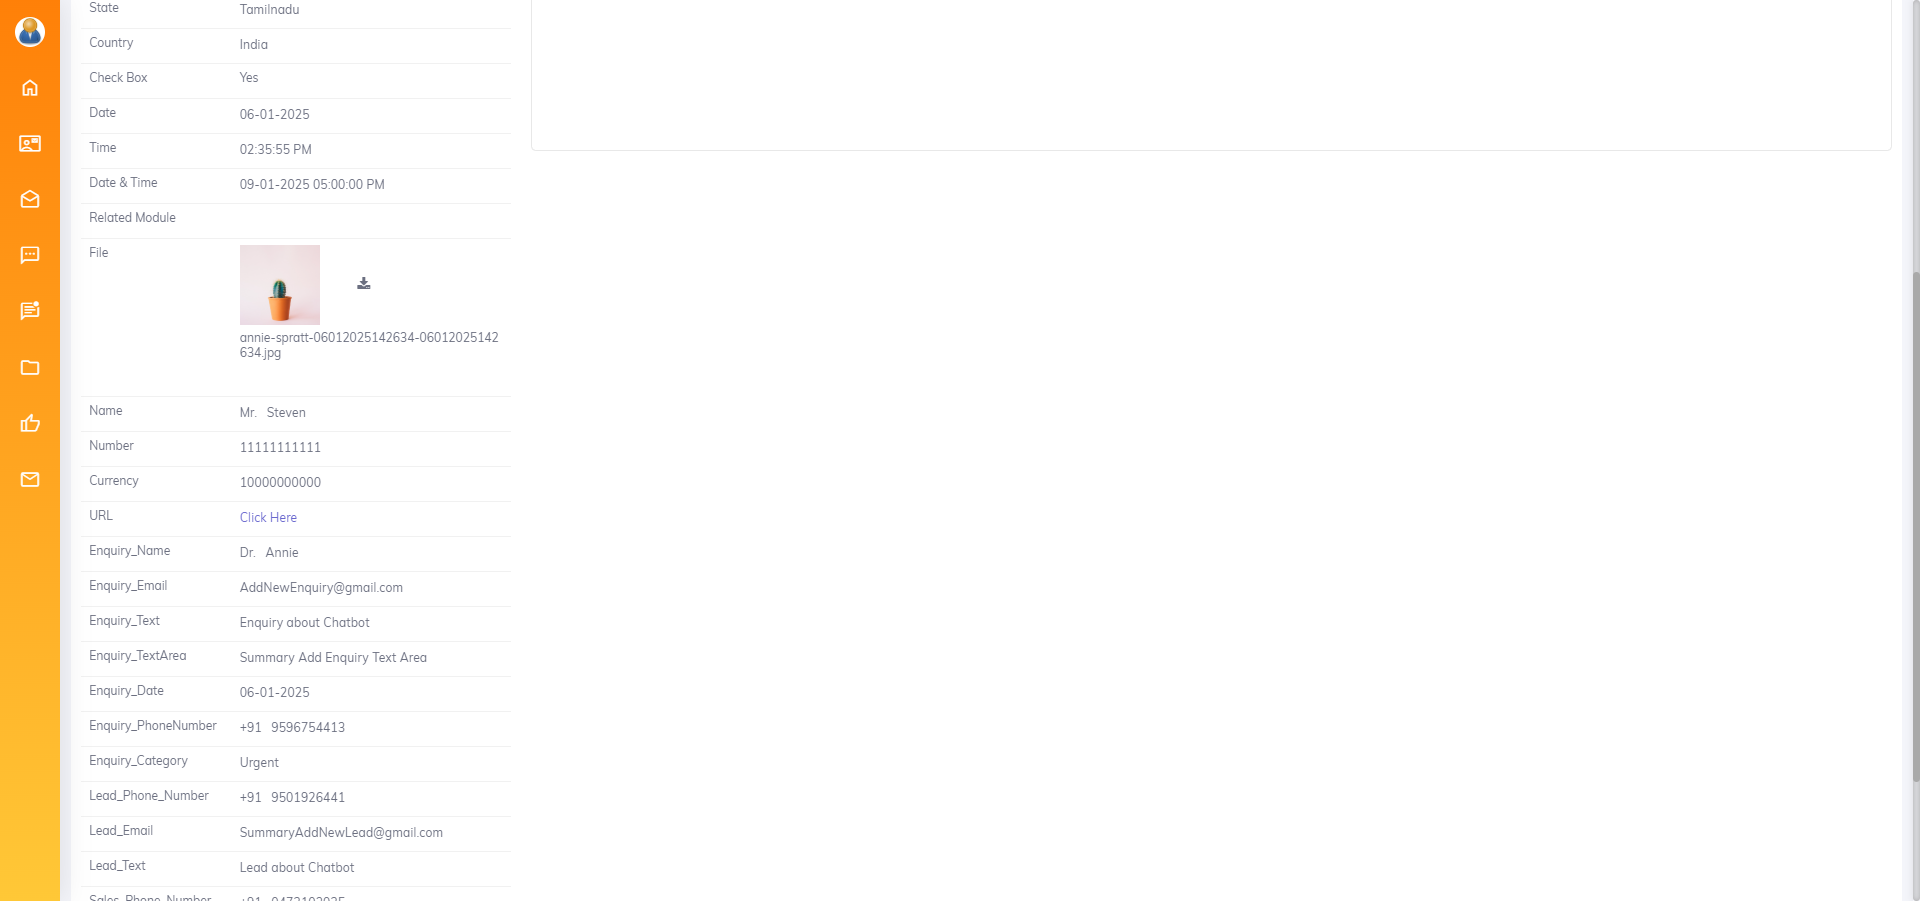 State Tamilnadu
Country India
Check Box Yes
Date 06-01-2025
Time 02:35:55 PM
Date & Time 09-01-2025 05:00:00 PM
Related Module
File
annie-spratt-06012025142634-06012025142
634.jpg
Name Mr. Steven
Number 11111111111
Currency 10000000000
URL Click Here
Enquiry_Name Dr. Annie
Enquiry_Email AddNewEnquiry@gmail.com
Enquiry_Text Enquiry about Chatbot
Enquiry_TextArea Summary Add Enquiry Text Area
Enquiry_Date 06-01-2025
Enquiry_PhoneNumber +91 9596754413
Enquiry_Category Urgent
Lead_Phone_Number +91 9501926441
Lead_Email SummaryAddNewLead@gmail.com
Lead_Text Lead about Chatbot
Sales_Phone_Number +91